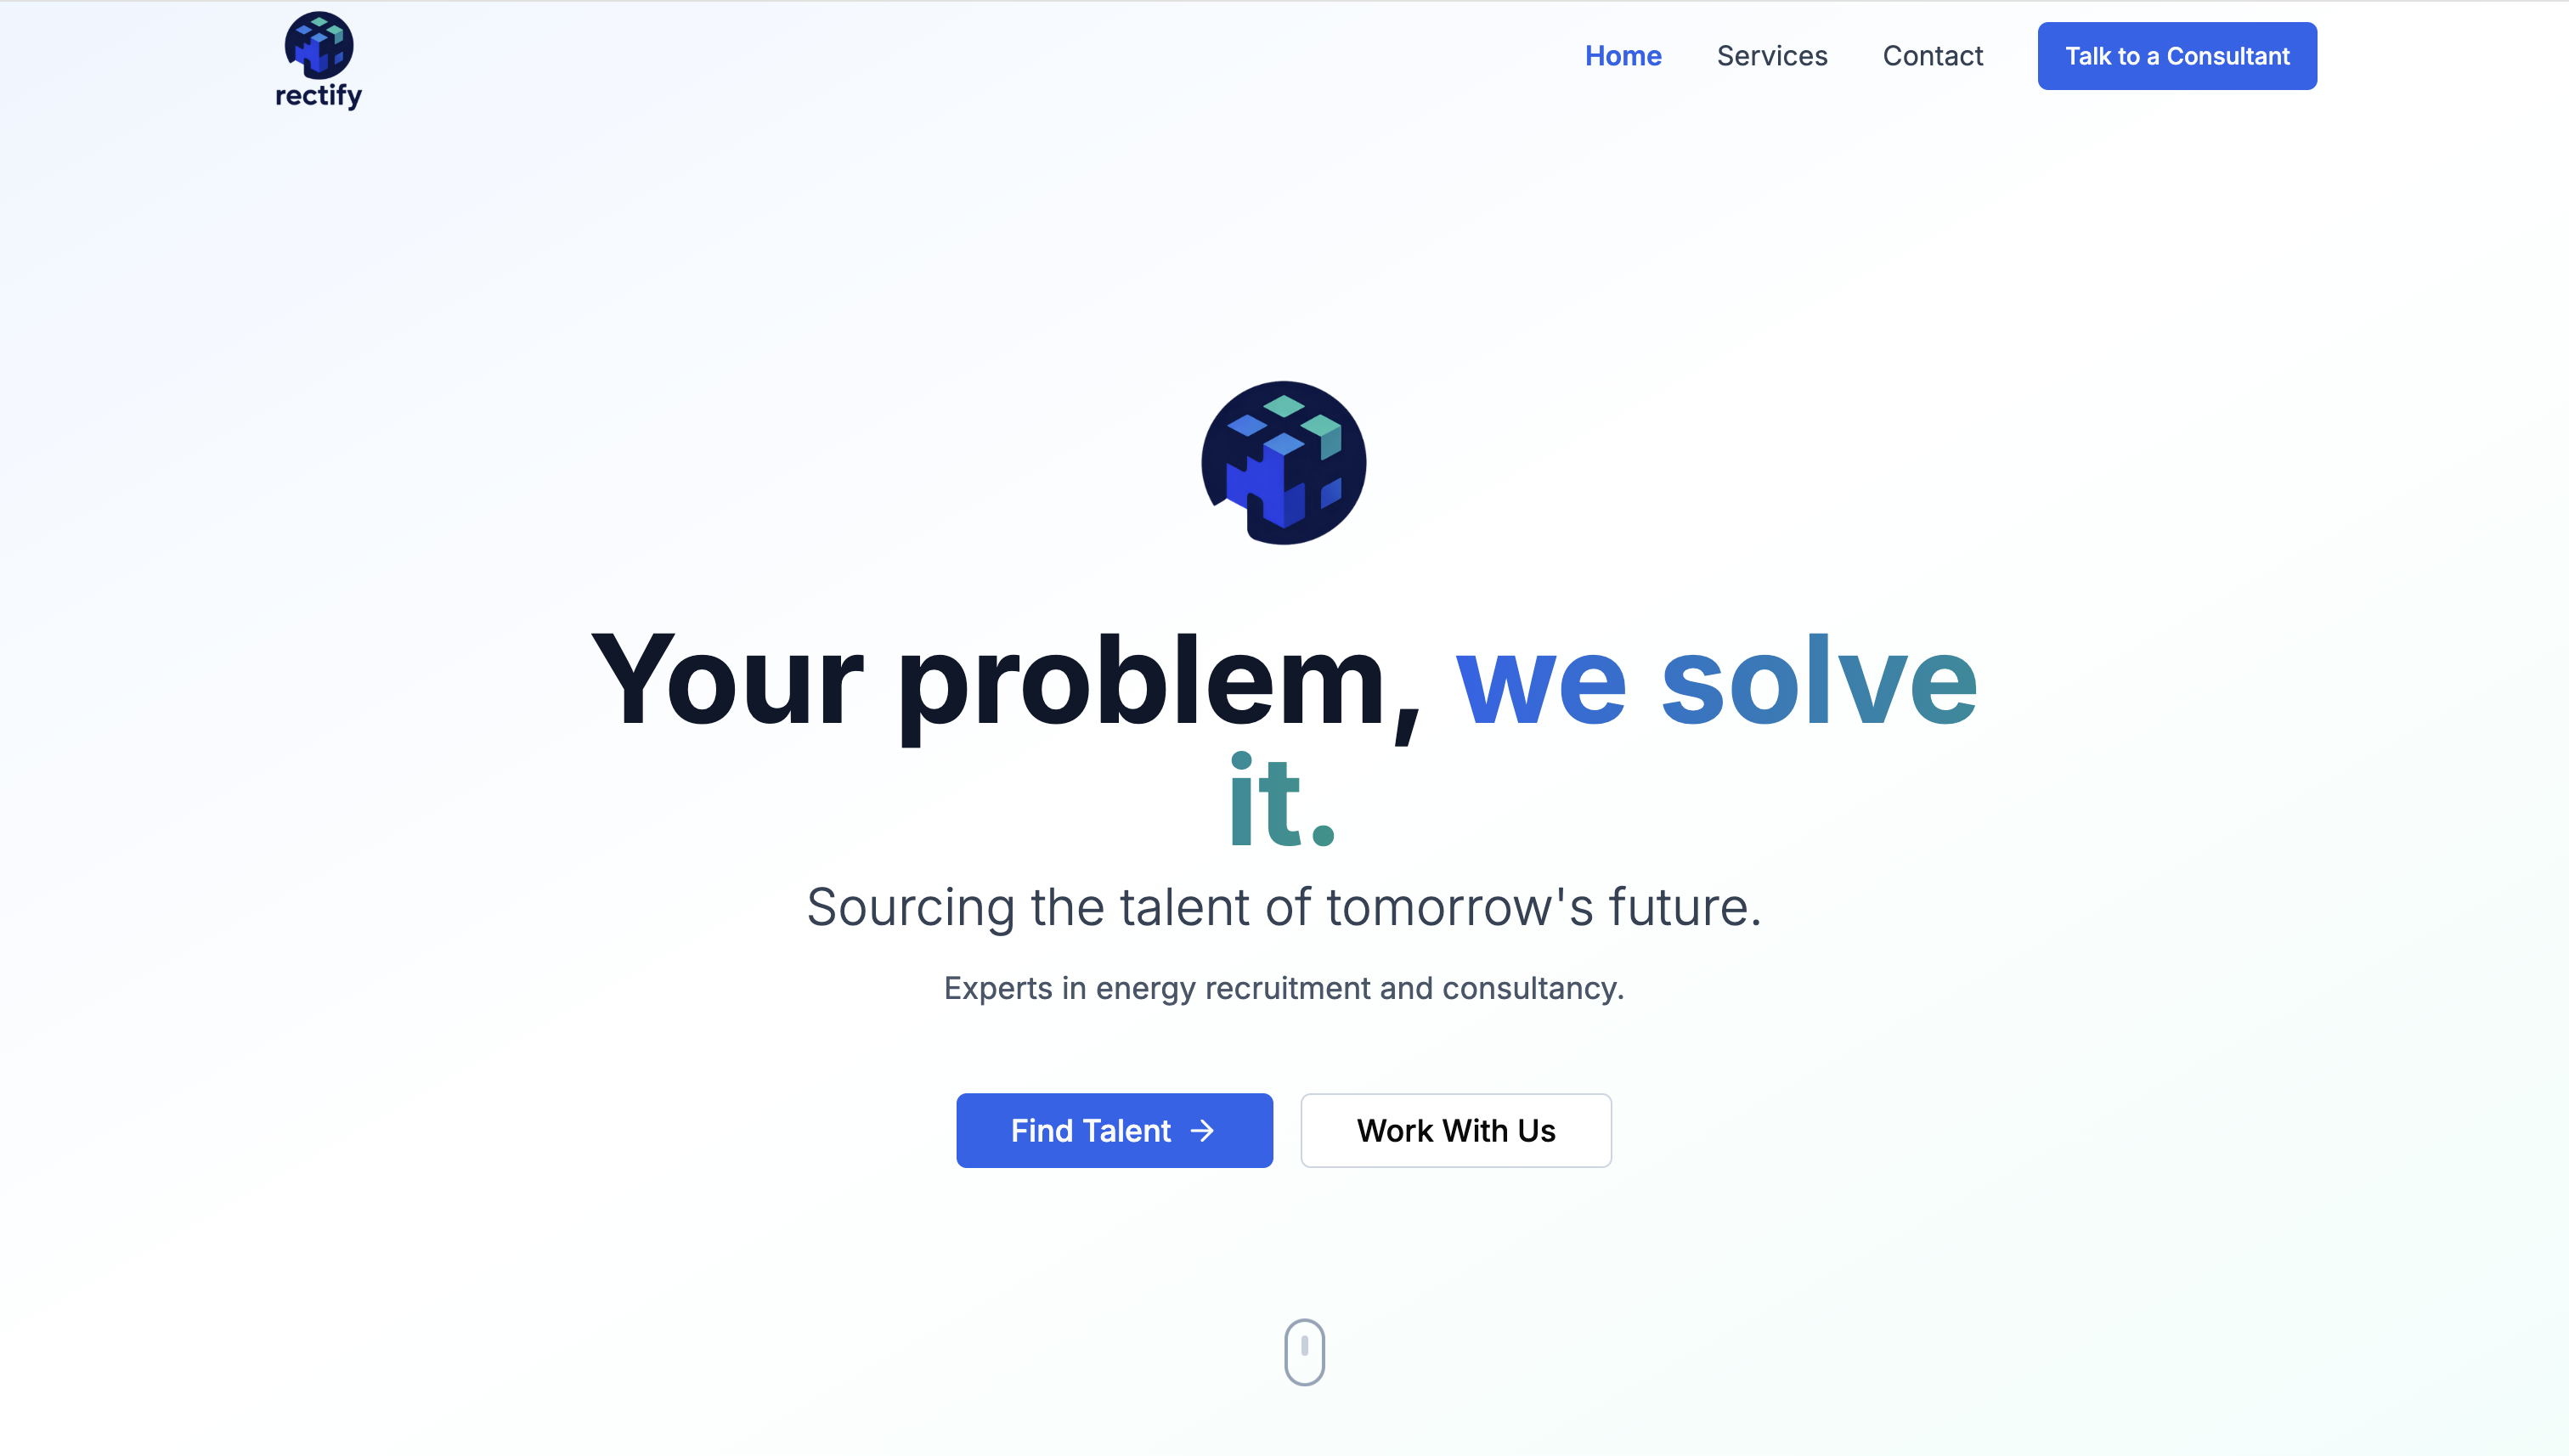 rectify
Home
Services
Contact
Talk to a Consultant
Your problem, we solve
it.
Sourcing the talent of tomorrow's future.
Experts in energy recruitment and consultancy.
Find Talent →
Work With Us